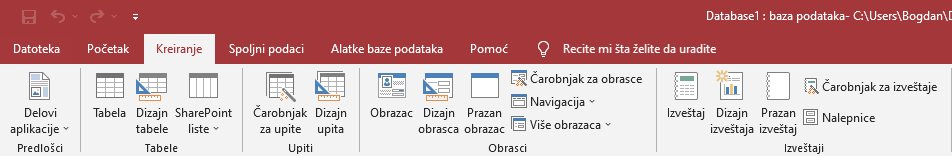 Database1 : baza podataka- C:\Users\Bogdan\D
Datoteka Početak Kreiranje Spoljni podaci Alatke baze podataka Pomoć Recite mi šta želite da uradite
Delovi aplikacije
Predlošci
Tabela
Dizajn tabele
SharePoint liste
Tabele
Čarobnjak za upite
Dizajn upita
Upiti
Obrazac
Dizajn obrasca
Prazan obrazac
Čarobnjak za obrasce
Navigacija
Više obrazaca
Obrasci
Izveštaj
Dizajn izveštaja
Prazan izveštaj
Čarobnjak za izveštaje
Nalepnice
Izveštaji